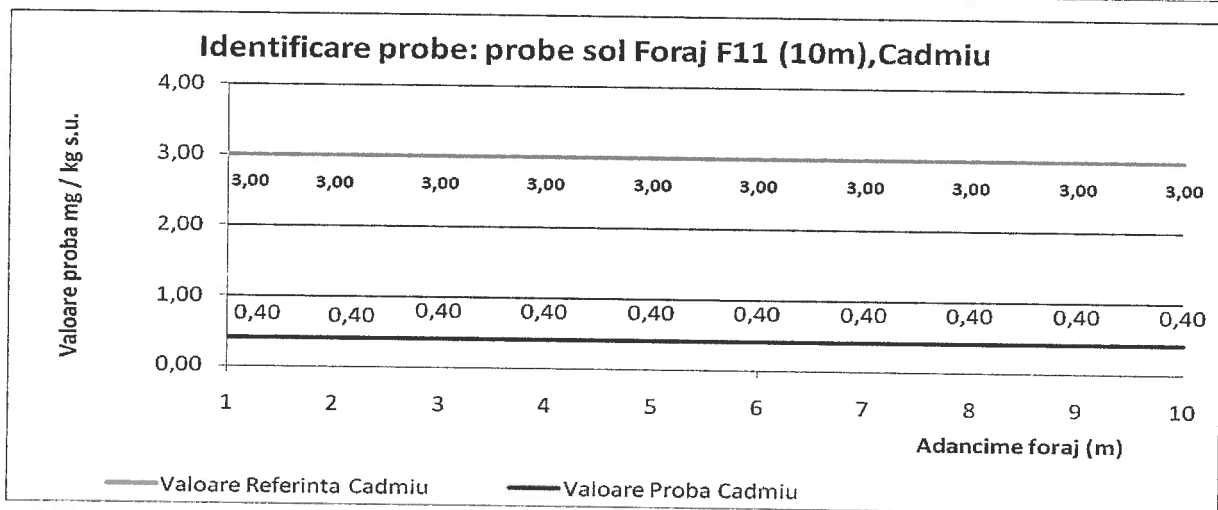 Identificare probe: probe sol Foraj F11 (10m),Cadmiu
Valoare proba mg / kg s.u.
4,00
3,00
3,00 3,00 3,00 3,00 3,00 3,00 3,00 3,00 3,00 3,00
2,00
1,00
0,40 0,40 0,40 0,40 0,40 0,40 0,40 0,40 0,40 0,40
0,00
1 2 3 4 5 6 7 8 9 10
Adancime foraj (m)
Valoare Referinta Cadmiu Valoare Proba Cadmiu